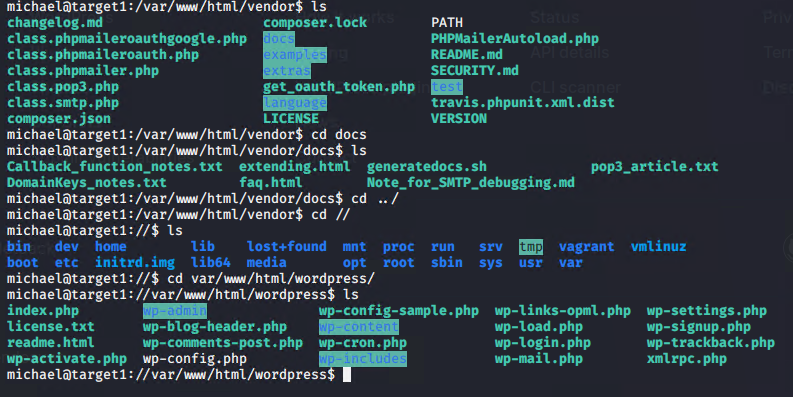 michael@target1:/var/www/html/vendor$ ls
changelog.md composer.lock PATH
class.phpmaileroauthgoogle.php docs PHPMailerAutoload.php
class.phpmaileroauth.php examples README.md
class.phpmailer.php extras SECURITY.md
class.pop3.php get_oauth_token.php test
class.smtp.php language travis.phpunit.xml.dist
composer.json LICENSE VERSION
michael@target1:/var/www/html/vendor$ cd docs
michael@target1:/var/www/html/vendor/docs$ ls
Callback_function_notes.txt extending.html generatedocs.sh pop3_article.txt
DomainKeys_notes.txt faq.html Note_for_SMTP_debugging.md
michael@target1:/var/www/html/vendor/docs$ cd ../
michael@target1:/var/www/html/vendor$ cd //
michael@target1://$ ls
bin dev home lib lost+found mnt proc run srv tmp vagrant vmlinuz
boot etc initrd.img lib64 media opt root sbin sys usr var
michael@target1://$ cd var/www/html/wordpress/
michael@target1://var/www/html/wordpress$ ls
index.php wp-admin wp-config-sample.php wp-links-opml.php wp-settings.php
license.txt wp-blog-header.php wp-content wp-load.php wp-signup.php
readme.html wp-comments-post.php wp-cron.php wp-login.php wp-trackback.php
wp-activate.php wp-config.php wp-includes wp-mail.php xmlrpc.php
michael@target1://var/www/html/wordpress$